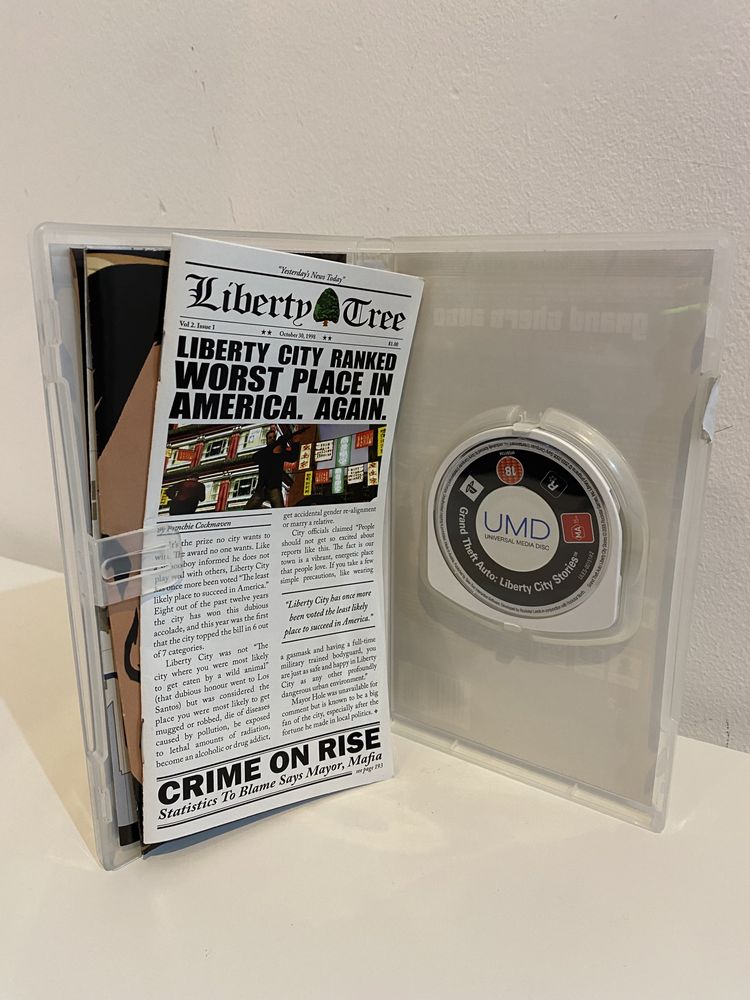 "Yesterday's News Today"
Liberty Tree
Vol 2. Issue 1 ★★ October 30, 1998 ★★ $1.00
LIBERTY CITY RANKED
WORST PLACE IN
AMERICA. AGAIN.
by Punchie Cockmaven
It's the prize no city wants to
win. The award no one wants. Like
schoolboy informed he does not
play well with others, Liberty City
has once more been voted "The least
likely place to succeed in America."
Eight out of the past twelve years
the city has won this dubious
accolade, and this year was the first
that the city topped the bill in 6 out
of 7 categories.
Liberty City was not "The
city where you were most likely
to get eaten by a wild animal"
(that dubious honour went to Los
Santos) but was considered the
place you were most likely to get
mugged or robbed, die of diseases
caused by pollution, be exposed
to lethal amounts of radiation,
become an alcoholic or drug addict,
get accidental gender re-alignment
or marry a relative.
City officials claimed "People
should not get so excited about
reports like this. The fact is our
town is a vibrant, energetic place
that people love. If you take a few
simple precautions, like wearing
"Liberty City has once more
been voted the least likely
place to succeed in America."
a gasmask and having a full-time
military trained bodyguard, you
are just as safe and happy in Liberty
City as any other profoundly
dangerous urban environment."
Mayor Hole was unavailable for
comment but is known to be a big
fan of the city, especially after the
fortune he made in local politics. ♦
CRIME ON RISE
Statistics To Blame Says Mayor, Mafia
see page 193
18
R
MA 15+
UMD
UNIVERSAL MEDIA DISC
Grand Theft Auto: Liberty City Stories™